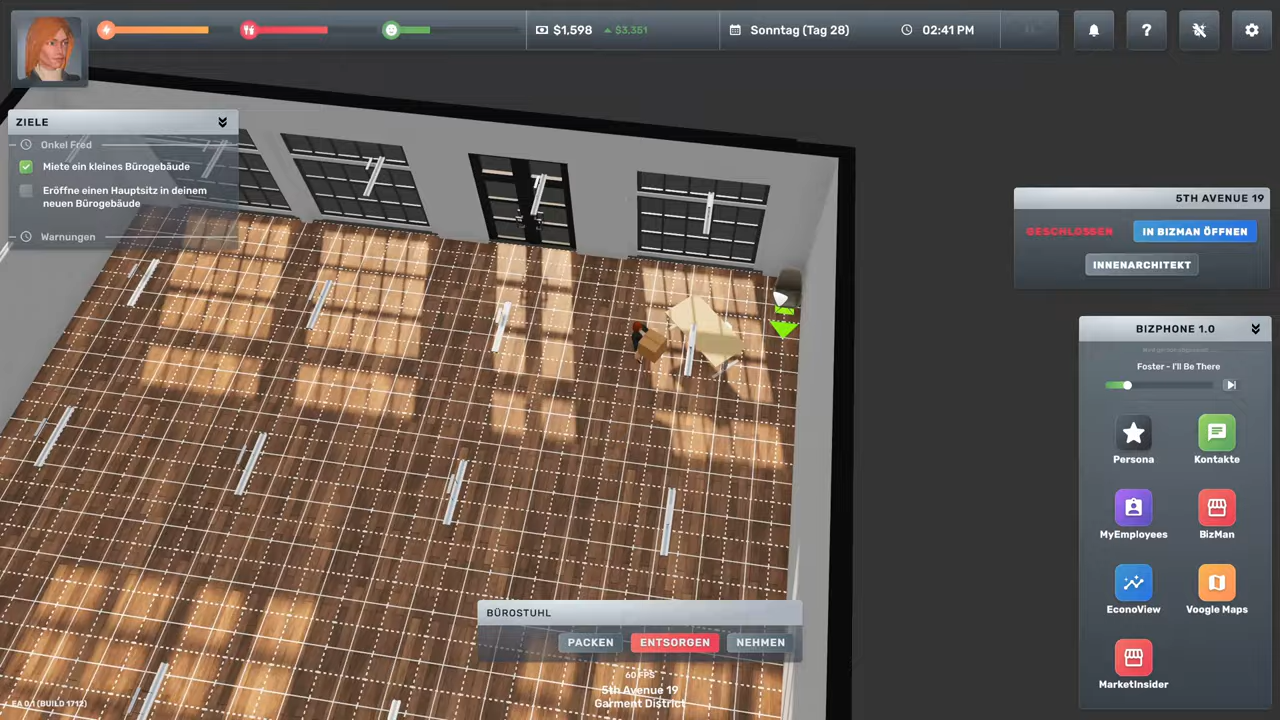 $1,598
$3,351
Sonntag (Tag 28)
02:41 PM
ZIELE
Onkel Fred
Miete ein kleines Bürogebäude
Eröffne einen Hauptsitz in deinem
neuen Bürogebäude
Warnungen
5TH AVENUE 19
GESCHLOSSEN
IN BIZMAN ÖFFNEN
INNENARCHITEKT
BIZPHONE 1.0
Foster - I'll Be There
Persona
Kontakte
MyEmployees
BizMan
EconoView
Voogle Maps
MarketInsider
BÜROSTUHL
PACKEN
ENTSORGEN
NEHMEN
60 FPS
5th Avenue 19
Garment District
EA 0.1 (BUILD 1712)